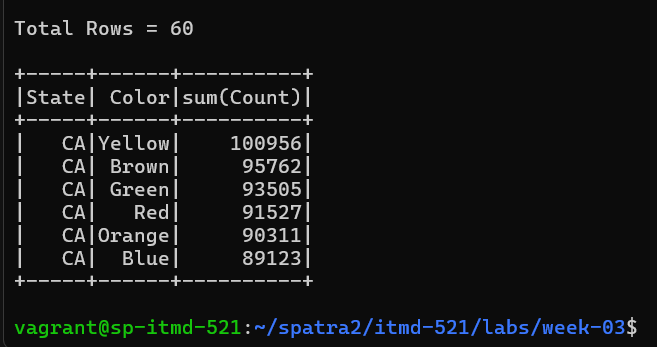 Total Rows = 60
+-----+------+----------+
|State| Color|sum(Count)|
+-----+------+----------+
|   CA|Yellow|    100956|
|   CA| Brown|     95762|
|   CA| Green|     93505|
|   CA|   Red|     91527|
|   CA|Orange|     90311|
|   CA|  Blue|     89123|
+-----+------+----------+
vagrant@sp-itmd-521:~/spatra2/itmd-521/labs/week-03$